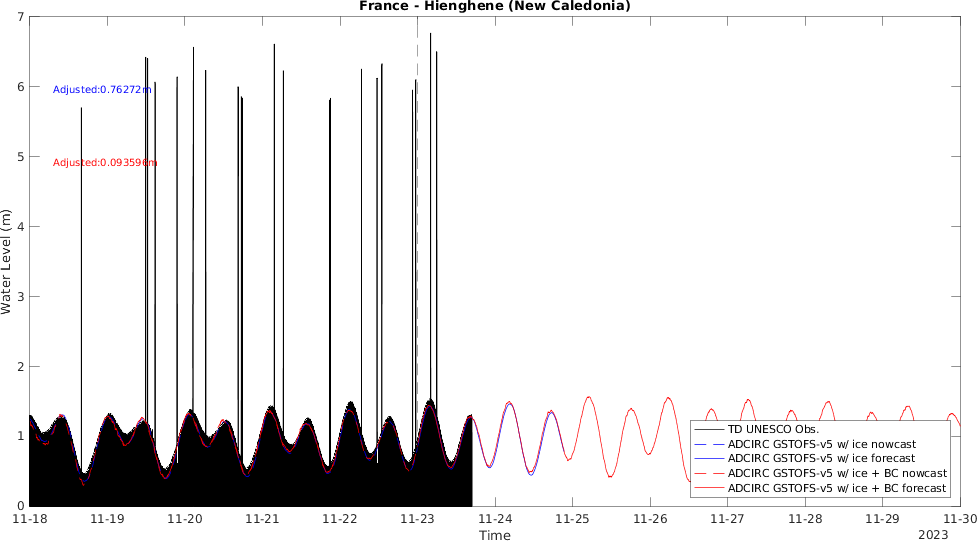 France - Hienghene (New Caledonia)
7
6
5
4
3
2
1
0
Water Level (m)
Adjusted:0.76272m
Adjusted:0.093596m
TD UNESCO Obs.
ADCIRC GSTOFS-v5 w/ ice nowcast
ADCIRC GSTOFS-v5 w/ ice forecast
ADCIRC GSTOFS-v5 w/ ice + BC nowcast
ADCIRC GSTOFS-v5 w/ ice + BC forecast
11-18 11-19 11-20 11-21 11-22 11-23 11-24 11-25 11-26 11-27 11-28 11-29 11-30
Time
2023